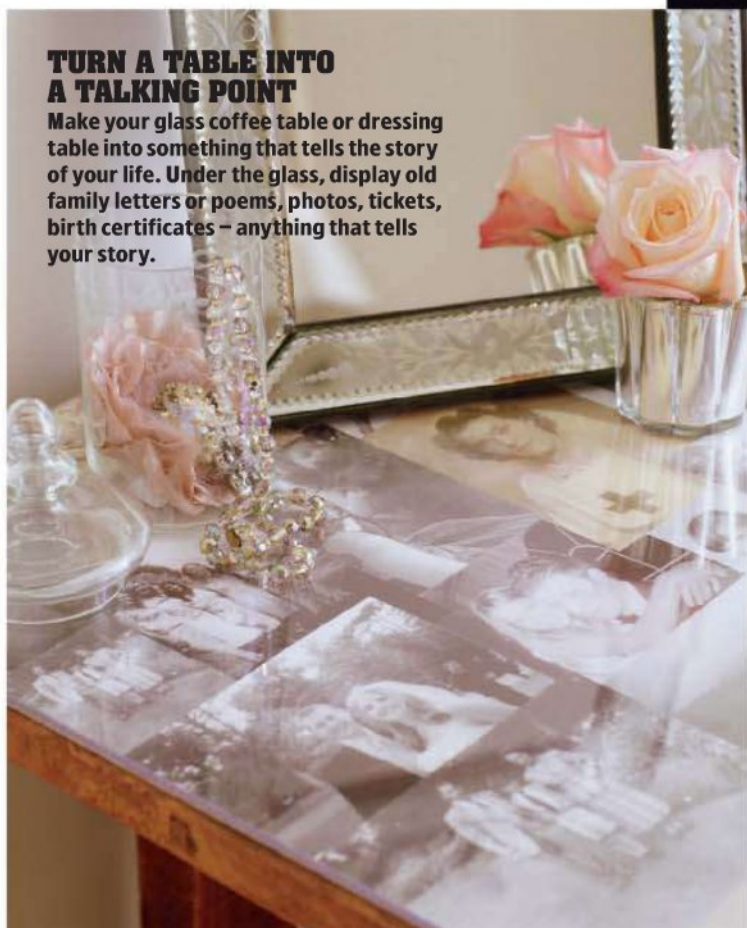 TURN A TABLE INTO
A TALKING POINT
Make your glass coffee table or dressing
table into something that tells the story
of your life. Under the glass, display old
family letters or poems, photos, tickets,
birth certificates – anything that tells
your story.